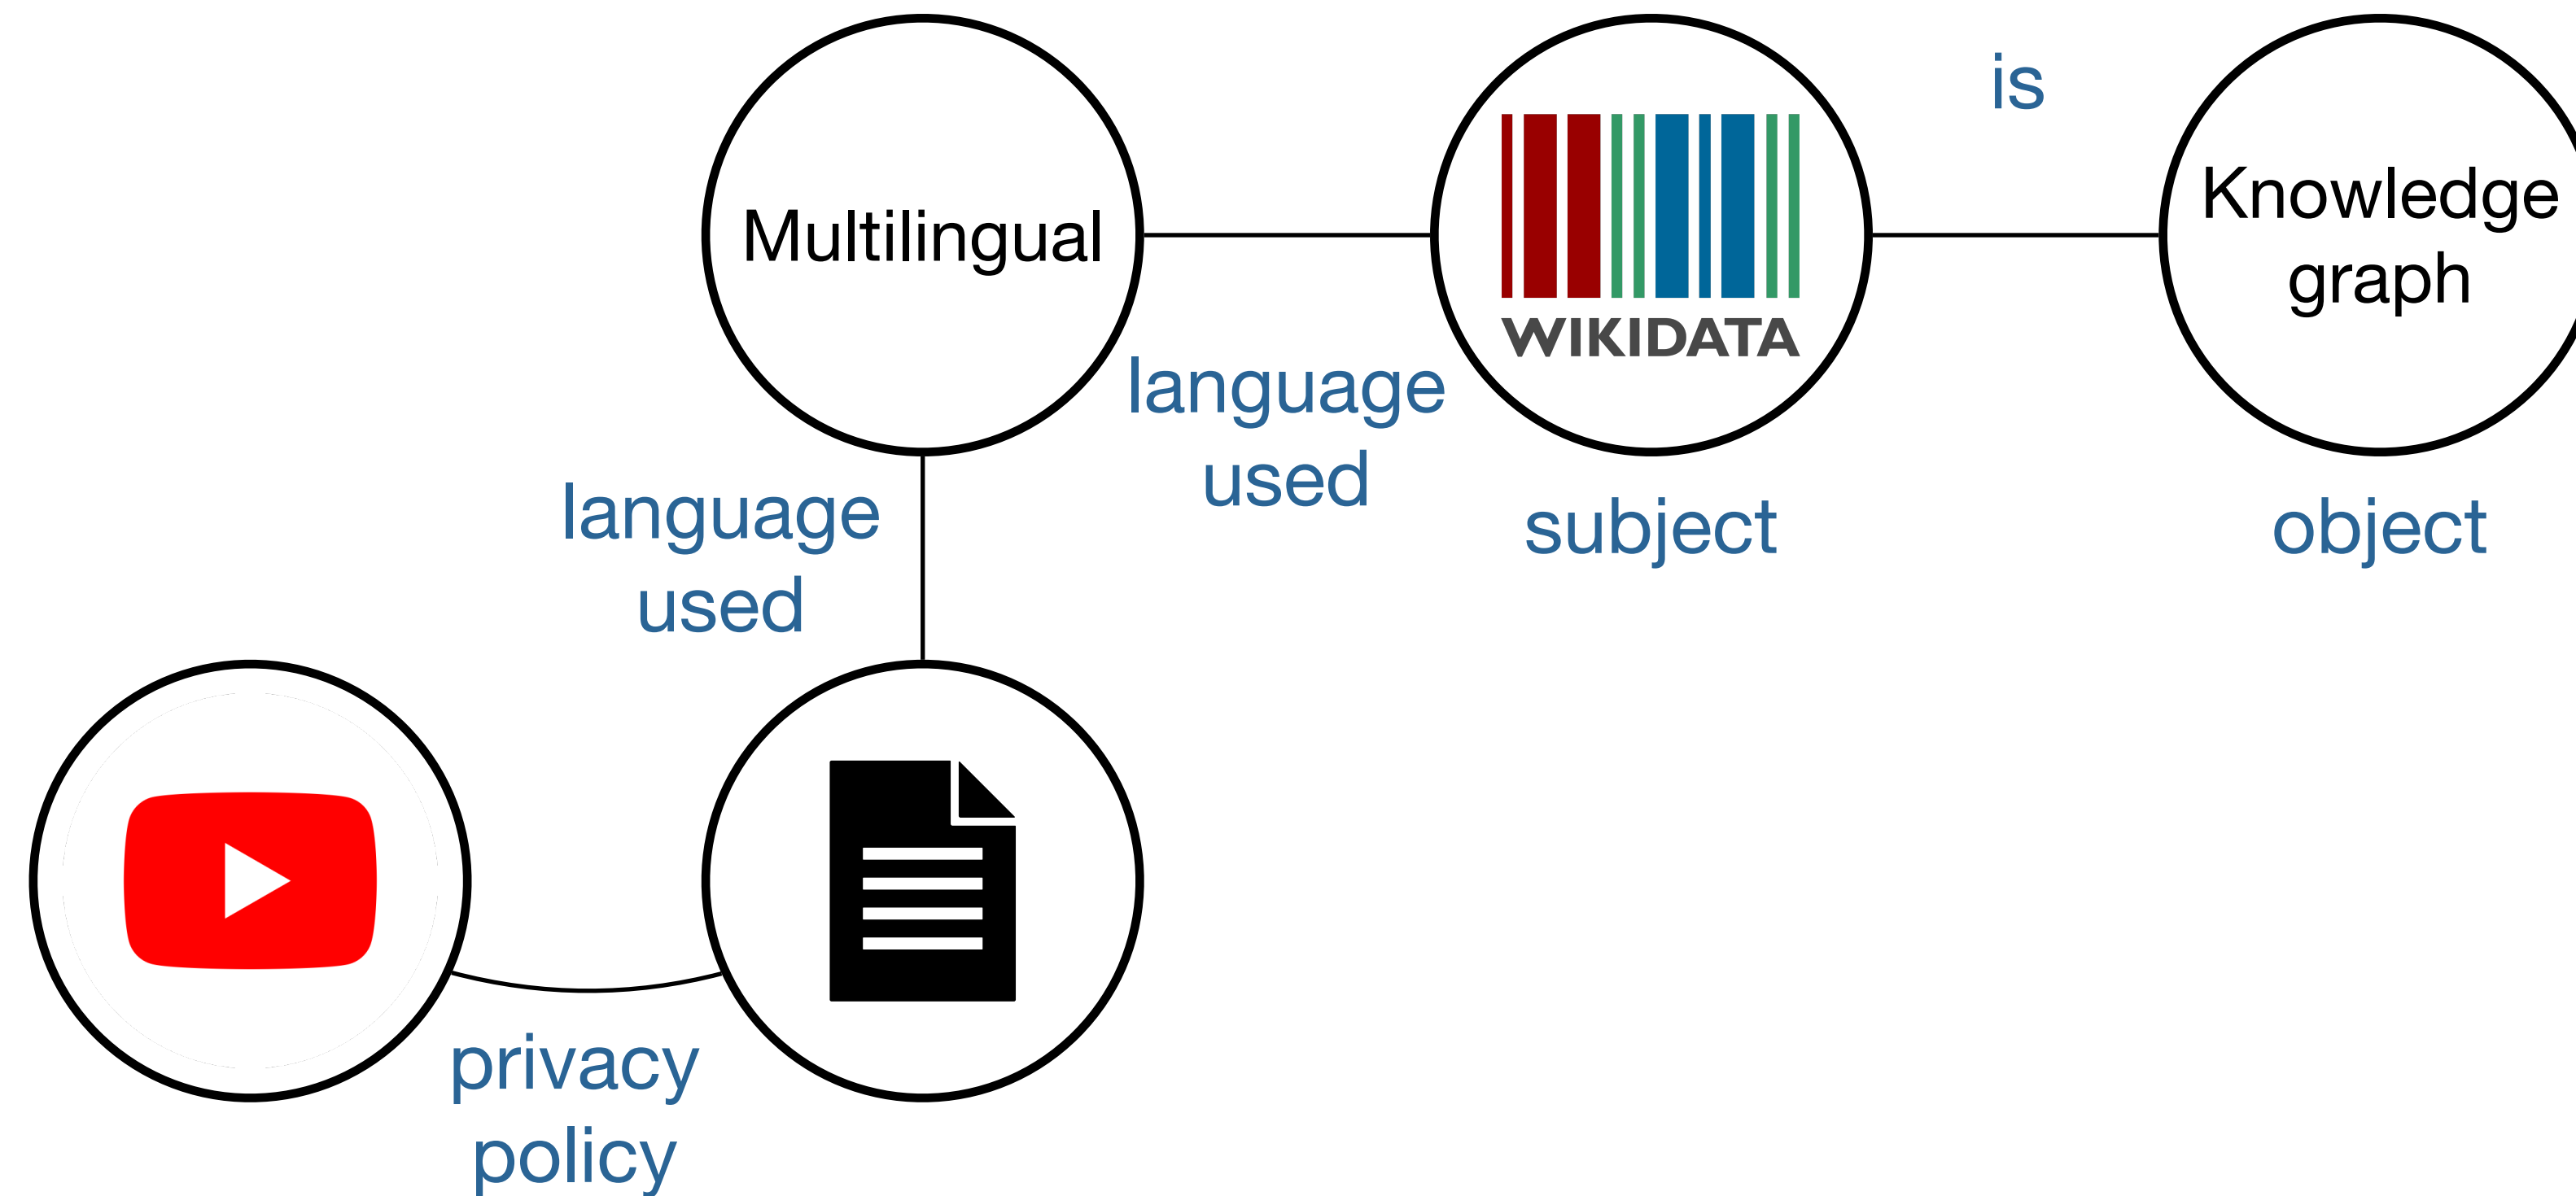 is
Multilingual
WIKIDATA
Knowledge
graph
language
used
subject
object
language
used
privacy
policy